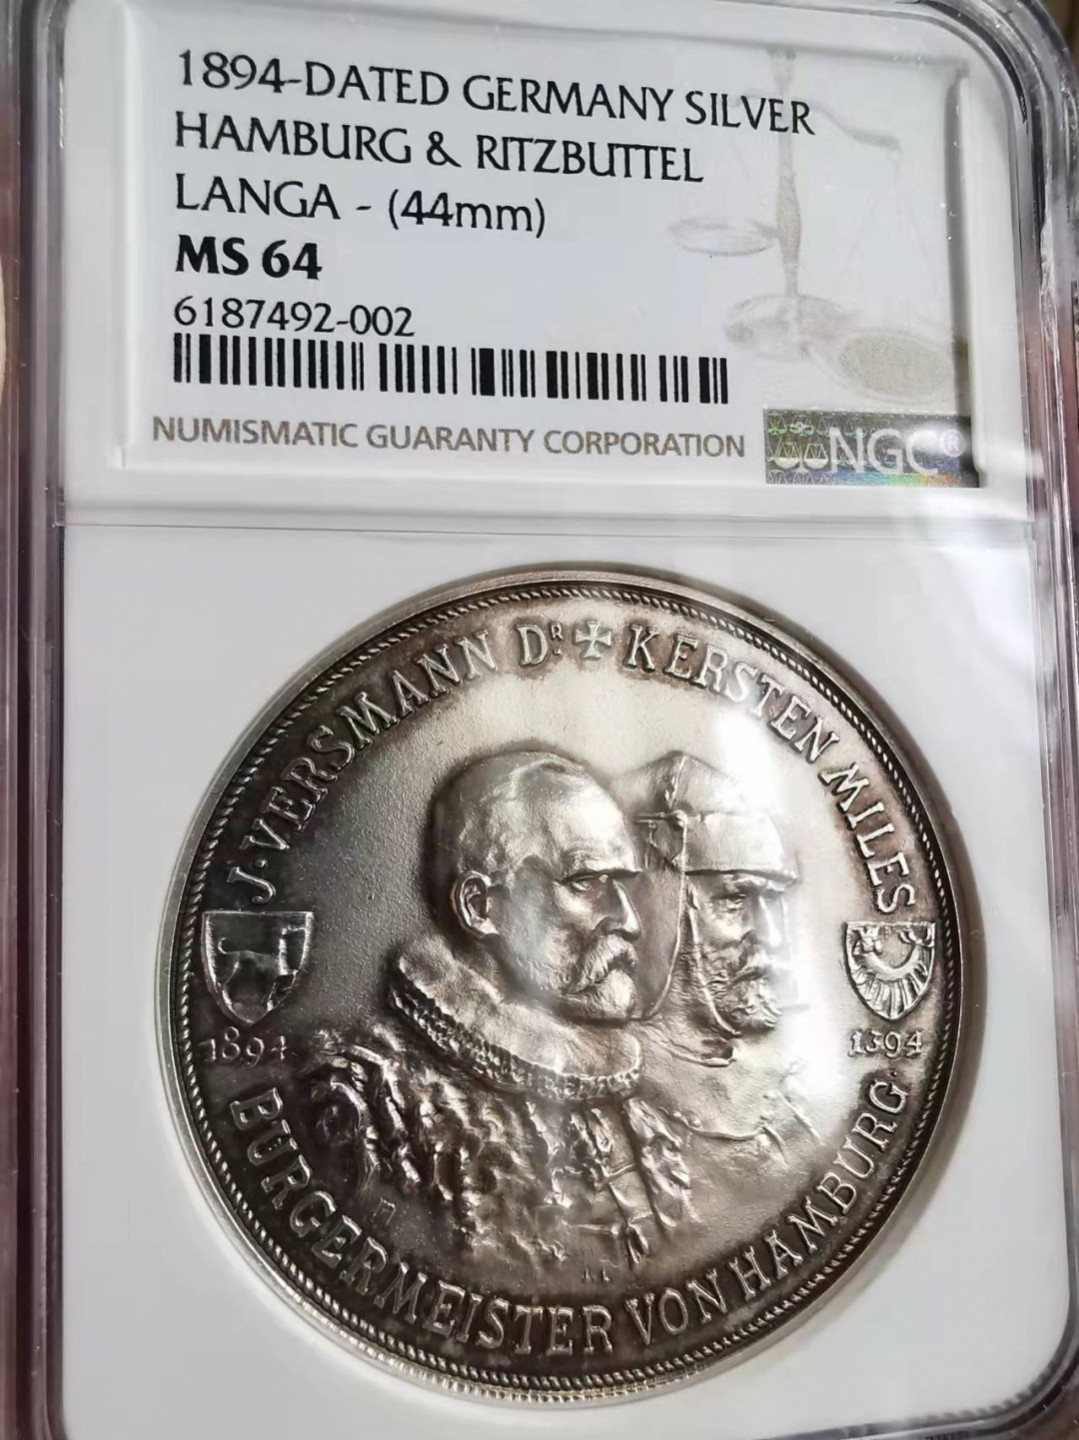 1894-DATED GERMANY SILVER
HAMBURG & RITZBUTTEL
LANGA - (44mm)
MS 64
6187492-002
NUMISMATIC GUARANTY CORPORATION
NGC®
J·VERSMANN DR ✠ KERSTEN MILES
1894
1394
BURGERMEISTER VON HAMBURG